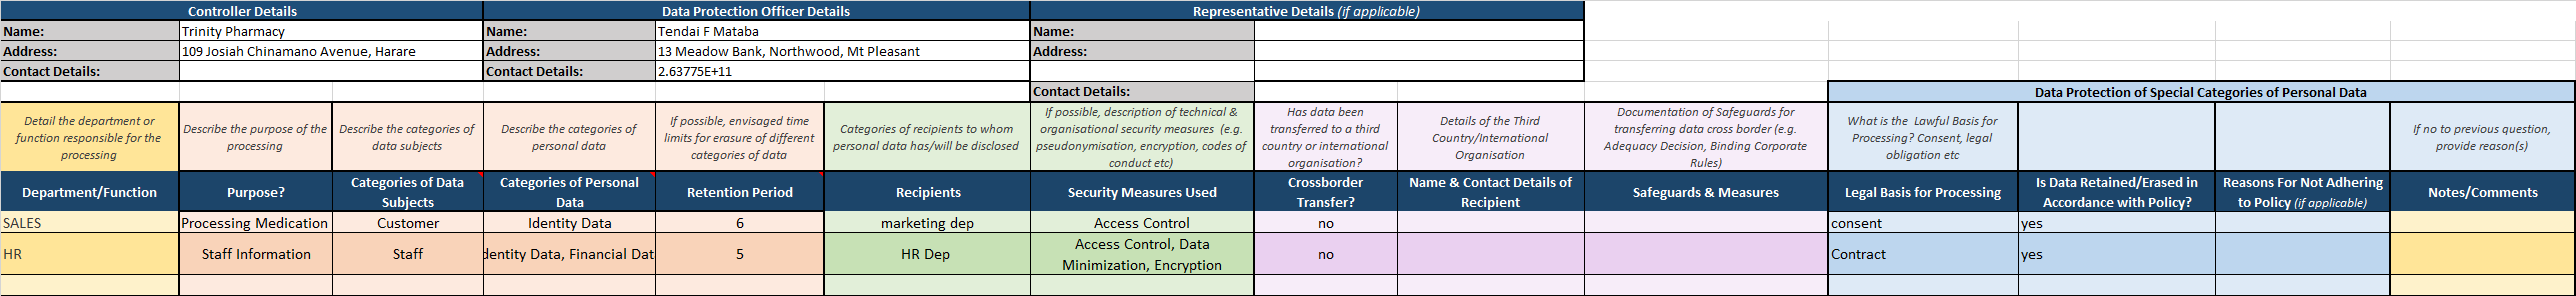 Controller Details	Data Protection Officer Details	Representative Details (if applicable)
Name:	Trinity Pharmacy	Name:	Tendai F Mataba	Name:
Address:	109 Josiah Chinamano Avenue, Harare	Address:	13 Meadow Bank, Northwood, Mt Pleasant	Address:
Contact Details:	Contact Details:	2.63775E+11
Contact Details:	Data Protection of Special Categories of Personal Data
Detail the department or
function responsible for the
processing
Describe the purpose of the
processing
Describe the categories of
data subjects
Describe the categories of
personal data
If possible, envisaged time
limits for erasure of different
categories of data
Categories of recipients to whom
personal data has/will be disclosed
If possible, description of technical &
organisational security measures (e.g.
pseudonymisation, encryption, codes of
conduct etc)
Has data been
transferred to a third
country or international
organisation?
Details of the Third
Country/International
Organisation
Documentation of Safeguards for
transferring data cross border (e.g.
Adequacy Decision, Binding Corporate
Rules)
What is the Lawful Basis for
Processing? Consent, legal
obligation etc
If no to previous question,
provide reason(s)
Department/Function
Purpose?
Categories of Data
Subjects
Categories of Personal
Data
Retention Period
Recipients
Security Measures Used
Crossborder
Transfer?
Name & Contact Details of
Recipient
Safeguards & Measures
Legal Basis for Processing
Is Data Retained/Erased in
Accordance with Policy?
Reasons For Not Adhering
to Policy (if applicable)
Notes/Comments
SALES	Processing Medication	Customer	Identity Data	6	marketing dep	Access Control	no	consent	yes
HR	Staff Information	Staff	dentity Data, Financial Dat	5	HR Dep	Access Control, Data
Minimization, Encryption	no	Contract	yes